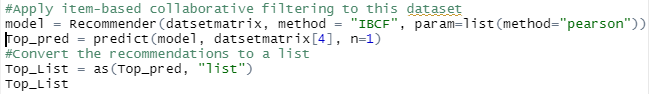 #Apply item-based collaborative filtering to this dataset
model = Recommender(datsetmatrix, method = "IBCF", param=list(method="pearson"))
Top_pred = predict(model, datsetmatrix[4], n=1)
#Convert the recommendations to a list
Top_List = as(Top_pred, "list")
Top_List